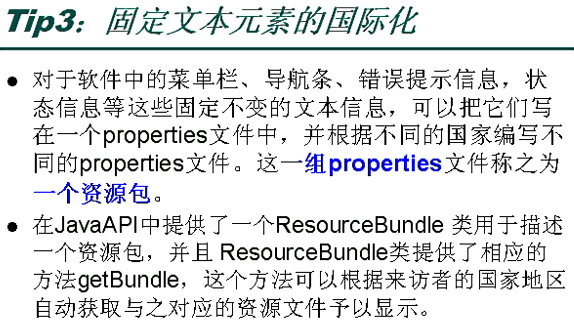 Tip3：固定文本元素的国际化
● 对于软件中的菜单栏、导航条、错误提示信息，状
态信息等这些固定不变的文本信息，可以把它们写
在一个properties文件中，并根据不同的国家编写不
同的properties文件。这一组properties文件称之为
一个资源包。
● 在JavaAPI中提供了一个ResourceBundle 类用于描述
一个资源包，并且 ResourceBundle类提供了相应的
方法getBundle，这个方法可以根据来访者的国家地区
自动获取与之对应的资源文件予以显示。